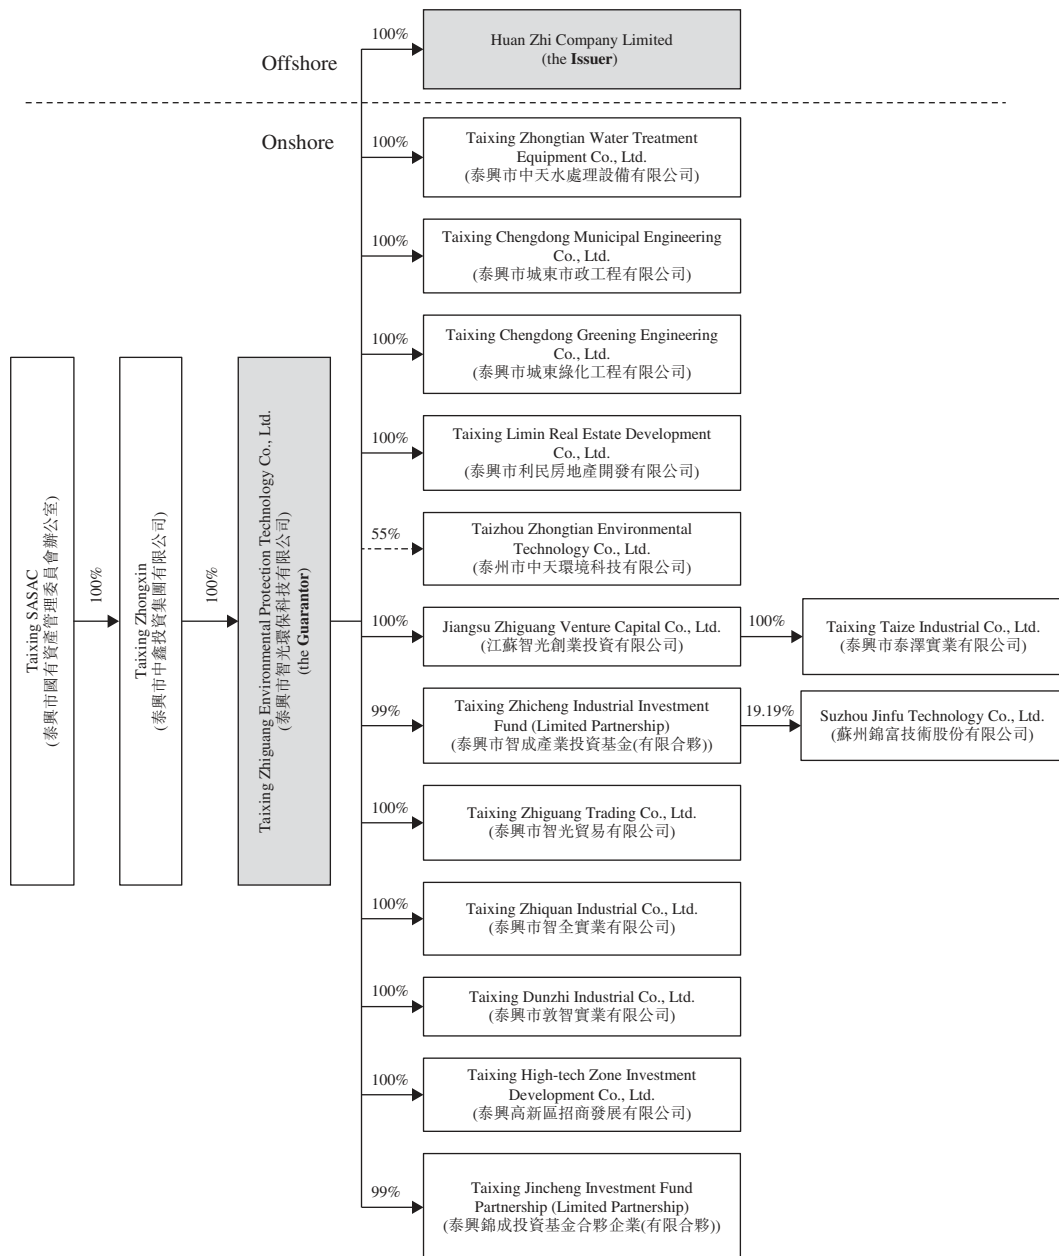 100%
Huan Zhi Company Limited
(the Issuer)
Offshore
Onshore
100%
Taixing Zhongtian Water Treatment
Equipment Co., Ltd.
(泰興市中天水處理設備有限公司)
100%
Taixing Chengdong Municipal Engineering
Co., Ltd.
(泰興市城東市政工程有限公司)
100%
Taixing Chengdong Greening Engineering
Co., Ltd.
(泰興市城東綠化工程有限公司)
100%
Taixing Limin Real Estate Development
Co., Ltd.
(泰興市利民房地產開發有限公司)
55%
Taizhou Zhongtian Environmental
Technology Co., Ltd.
(泰州市中天環境科技有限公司)
Taixing SASAC
(泰興市國有資產管理委員會辦公室)
100%
Taixing Zhongxin
(泰興市中鑫投資集團有限公司)
100%
Taixing Zhiguang Environmental Protection Technology Co., Ltd.
(泰興市智光環保科技有限公司)
(the Guarantor)
100%
Jiangsu Zhiguang Venture Capital Co., Ltd.
(江蘇智光創業投資有限公司)
100%
Taixing Taize Industrial Co., Ltd.
(泰興市泰澤實業有限公司)
99%
Taixing Zhicheng Industrial Investment
Fund (Limited Partnership)
(泰興市智成產業投資基金(有限合夥))
19.19%
Suzhou Jinfu Technology Co., Ltd.
(蘇州錦富技術股份有限公司)
100%
Taixing Zhiguang Trading Co., Ltd.
(泰興市智光貿易有限公司)
100%
Taixing Zhiquan Industrial Co., Ltd.
(泰興市智全實業有限公司)
100%
Taixing Dunzhi Industrial Co., Ltd.
(泰興市敦智實業有限公司)
100%
Taixing High-tech Zone Investment
Development Co., Ltd.
(泰興高新區招商發展有限公司)
99%
Taixing Jincheng Investment Fund
Partnership (Limited Partnership)
(泰興錦成投資基金合夥企業(有限合夥))